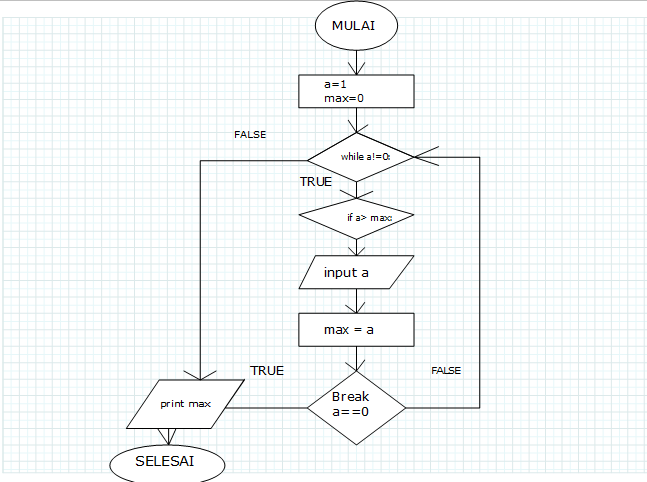 MULAI
a=1
max=0
FALSE
while a!=0:
TRUE
if a> max:
input a
max = a
TRUE
FALSE
Break
a==0
print max
SELESAI